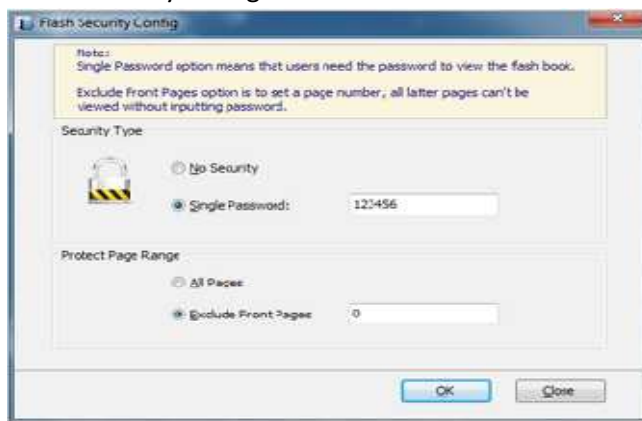 Flash Security Config
Note:
Single Password option means that users need the password to view the flash book.
Exclude Front Pages option is to set a page number, all latter pages can't be
viewed without inputting password.
Security Type
No Security
Single Password:
123456
Protect Page Range
All Pages
Exclude Front Pages
0
OK
Close